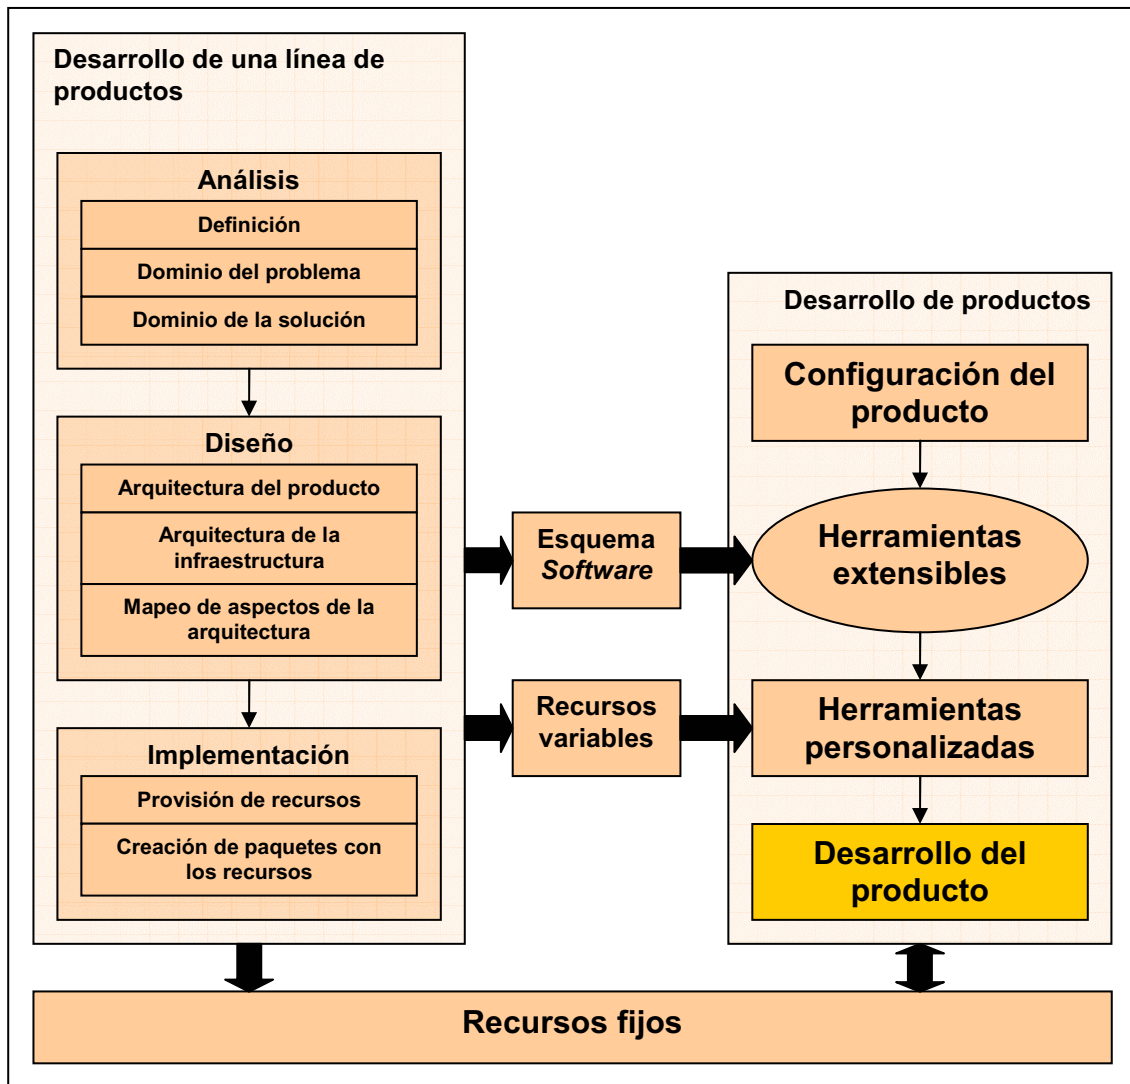 Desarrollo de una línea de
productos
Análisis
Definición
Dominio del problema
Dominio de la solución
Diseño
Arquitectura del producto
Arquitectura de la
infraestructura
Mapeo de aspectos de la
arquitectura
Implementación
Provisión de recursos
Creación de paquetes con
los recursos
Esquema
Software
Recursos
variables
Desarrollo de productos
Configuración del
producto
Herramientas
extensibles
Herramientas
personalizadas
Desarrollo del
producto
Recursos fijos